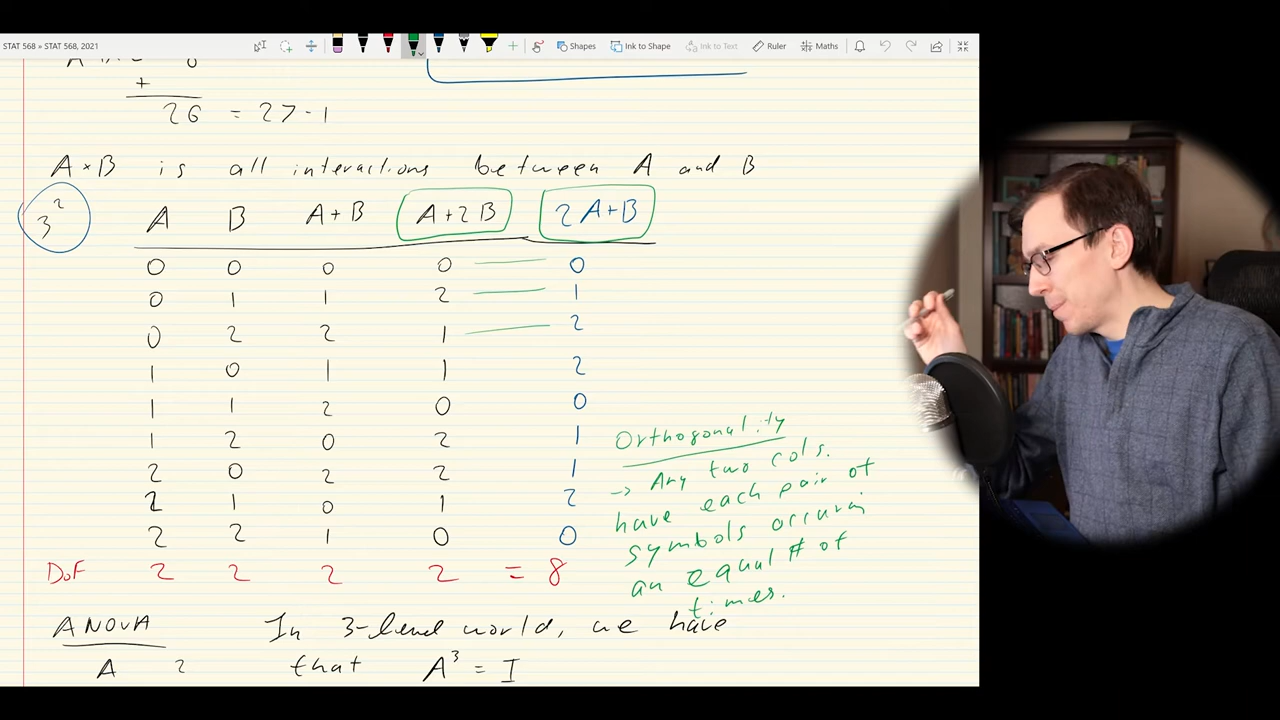 STAT 568 » STAT 568, 2021
Shapes
Ink to Shape
Ink to Text
Ruler
Maths
+
26 = 27-1
A×B is all interactions between A and B
3²
A B A+B A+2B 2A+B
0 0 0 0 0
0 1 1 2 1
0 2 2 1 2
1 0 1 1 2
1 1 2 0 0
1 2 0 2 1
2 0 2 2 1
2 1 0 1 2
2 2 1 0 0
DoF 2 2 2 2 = 8
Orthogonality
→ Any two cols.
have each pair of
symbols
an equal # of
times.
ANOVA In 3-level world, we have
A 2 that A³ = I